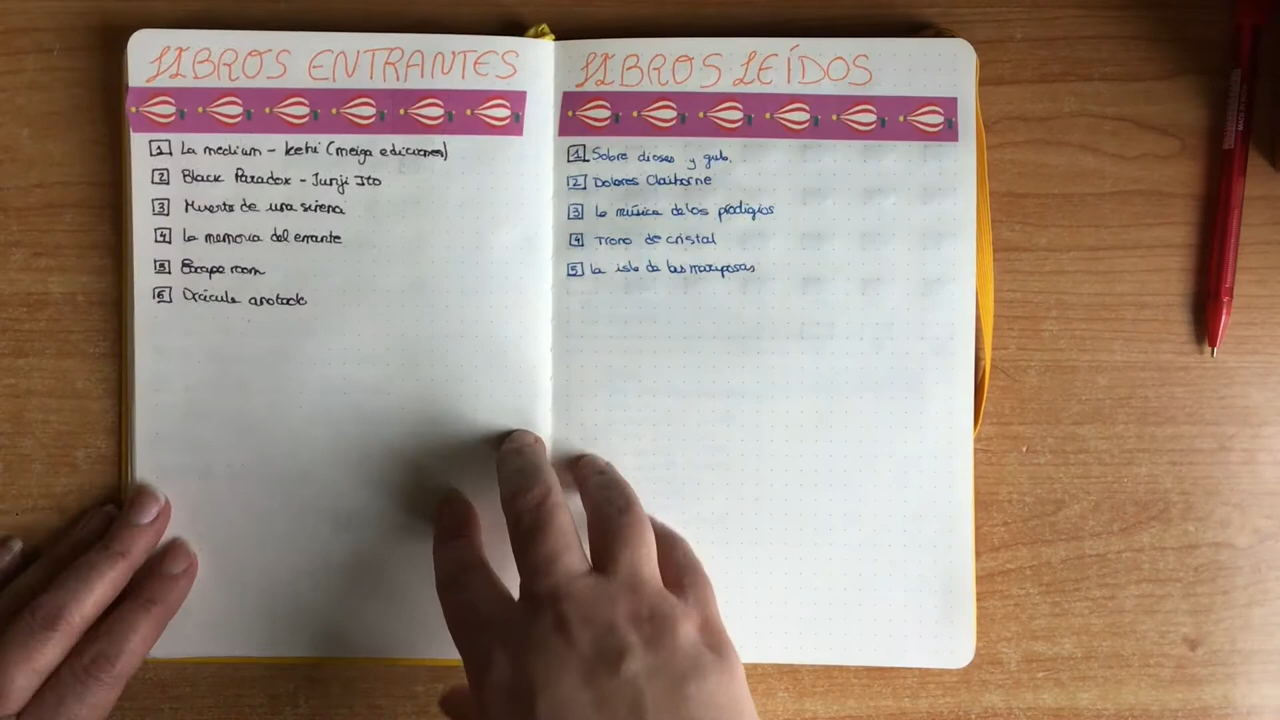 LIBROS ENTRANTES
1 La medium - kehi (meiga ediciones)
2 Black Paradox - Junji Ito
3 Muerte de una sirena
4 La memoria del errante
5 Escape room
6 Drácula anotado
LIBROS LEÍDOS
1 Sobre dioses y gub.
2 Dolores Claiborne
3 La música de los prodigios
4 Trono de cristal
5 La isla de las mariposas